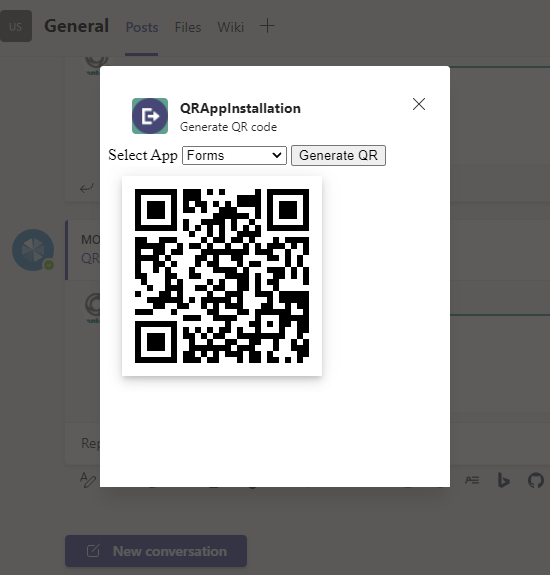 US General Posts Files Wiki
QRAppInstallation
Generate QR code
Select App Forms Generate QR
MO
QR
Rep
New conversation